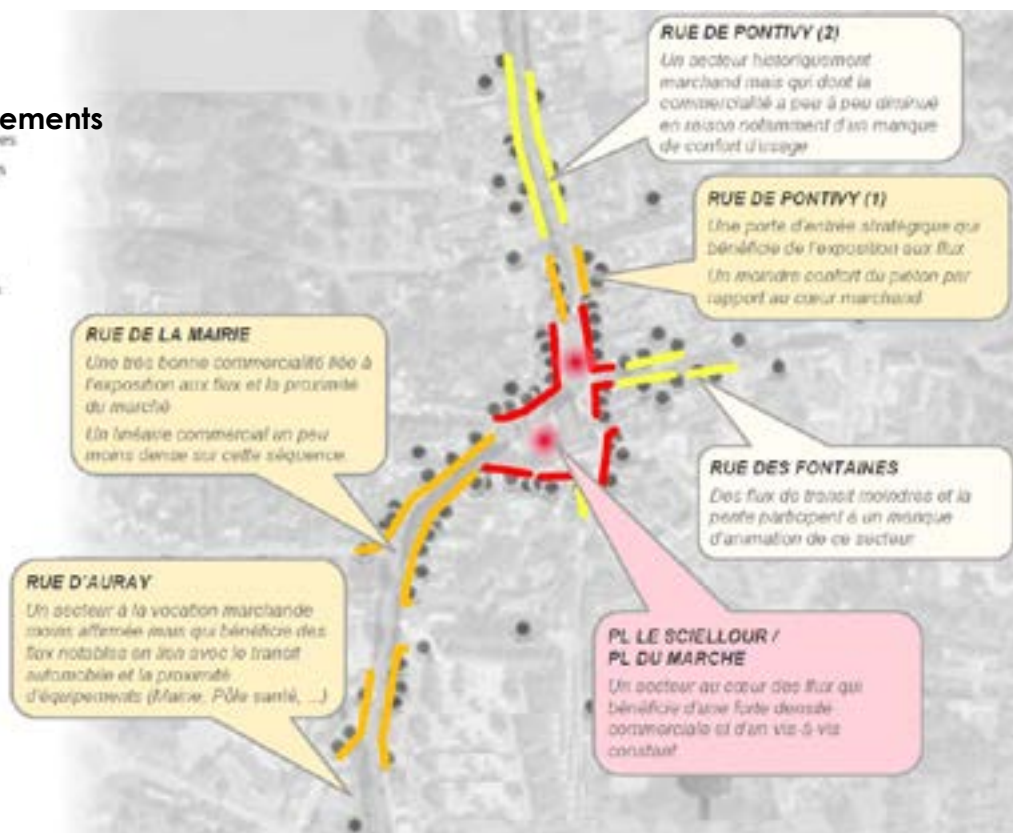 ements
RUE DE PONTIVY (2)
Un secteur historiquement
marchand mais qui dont la
commercialité a peu à peu diminué
en raison notamment d'un manque
de confort d'usage
RUE DE PONTIVY (1)
Une porte d'entrée stratégique qui
bénéficie de l'exposition aux flux
Un moindre confort du piéton par
rapport au cœur marchand
RUE DE LA MAIRIE
Une très bonne commercialité liée à
l'exposition aux flux et la proximité
du marché
Un linéaire commercial un peu
moins dense sur cette séquence
RUE DES FONTAINES
Des flux de transit moindres et la
pente participent à un manque
d'animation de ce secteur
RUE D'AURAY
Un secteur à la vocation marchande
moins affirmée mais qui bénéficie des
flux notables en lien avec le transit
automobile et la proximité
d'équipements (Mairie, Pôle santé, ...)
PL LE SCIELLOUR /
PL DU MARCHE
Un secteur au cœur des flux qui
bénéficie d'une forte densité
commerciale et d'un vis-à-vis
constant